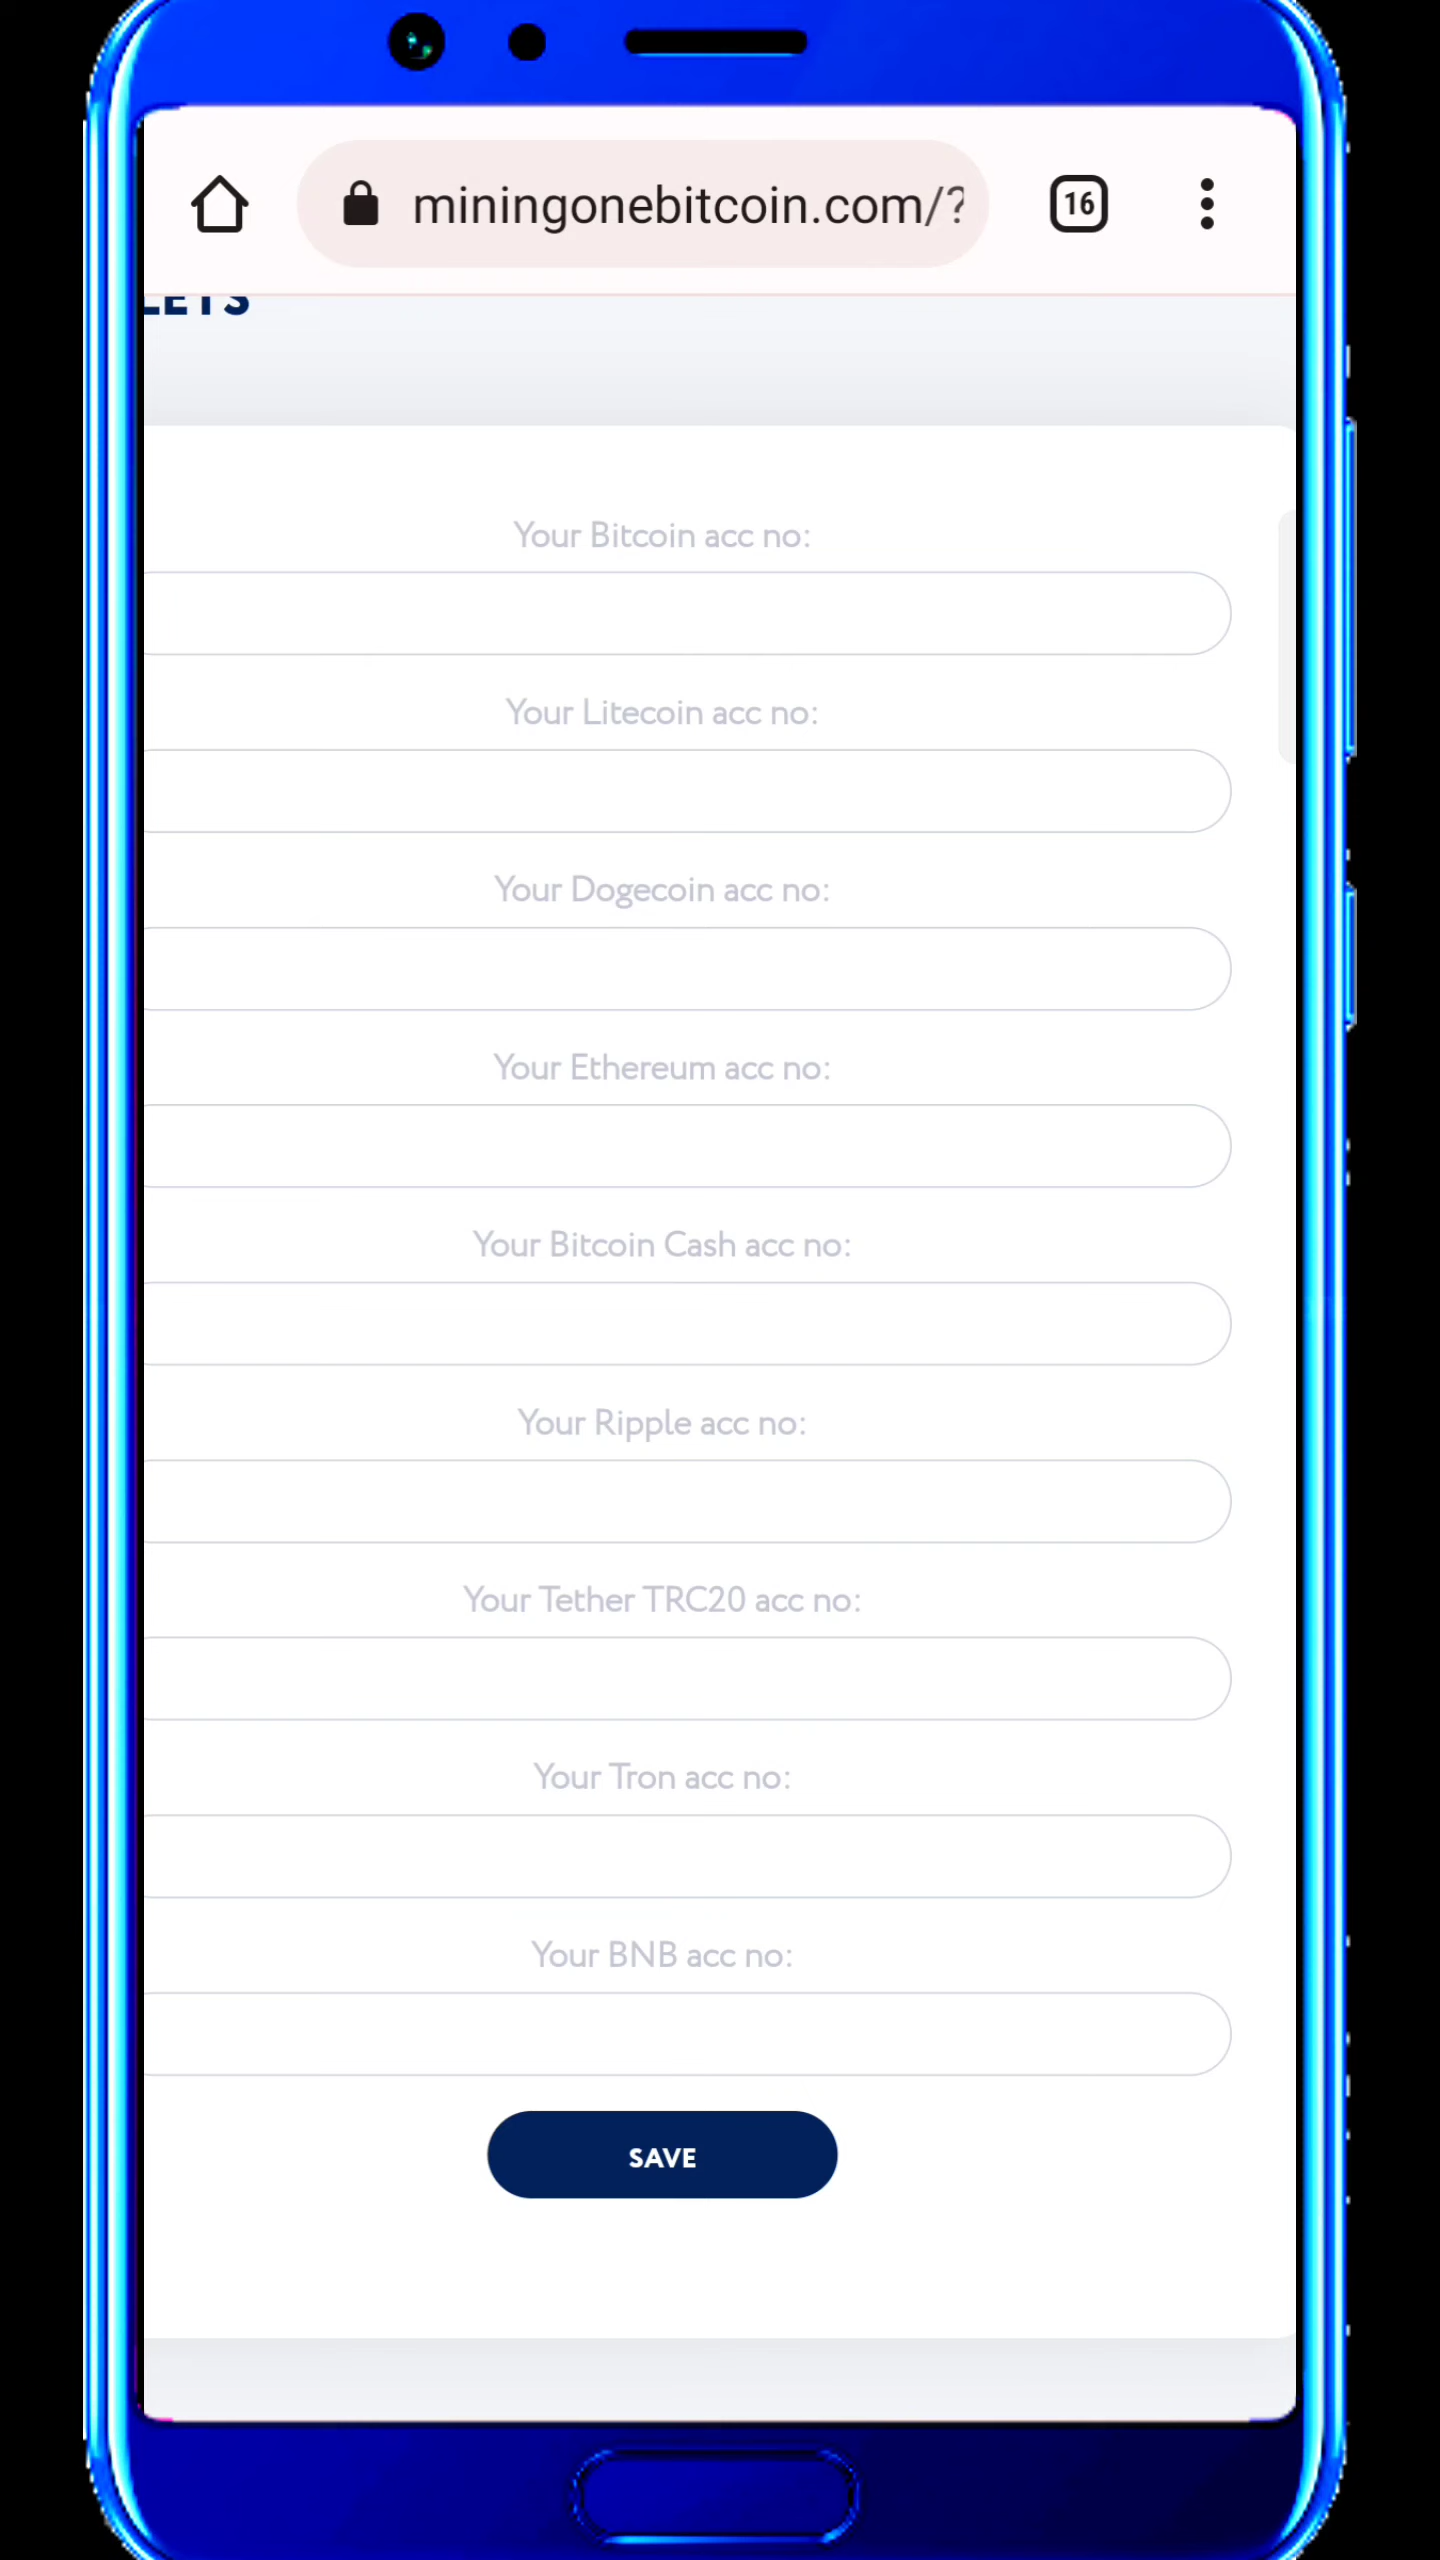 miningonebitcoin.com/?
16
LETS
Your Bitcoin acc no:
Your Litecoin acc no:
Your Dogecoin acc no:
Your Ethereum acc no:
Your Bitcoin Cash acc no:
Your Ripple acc no:
Your Tether TRC20 acc no:
Your Tron acc no:
Your BNB acc no:
SAVE